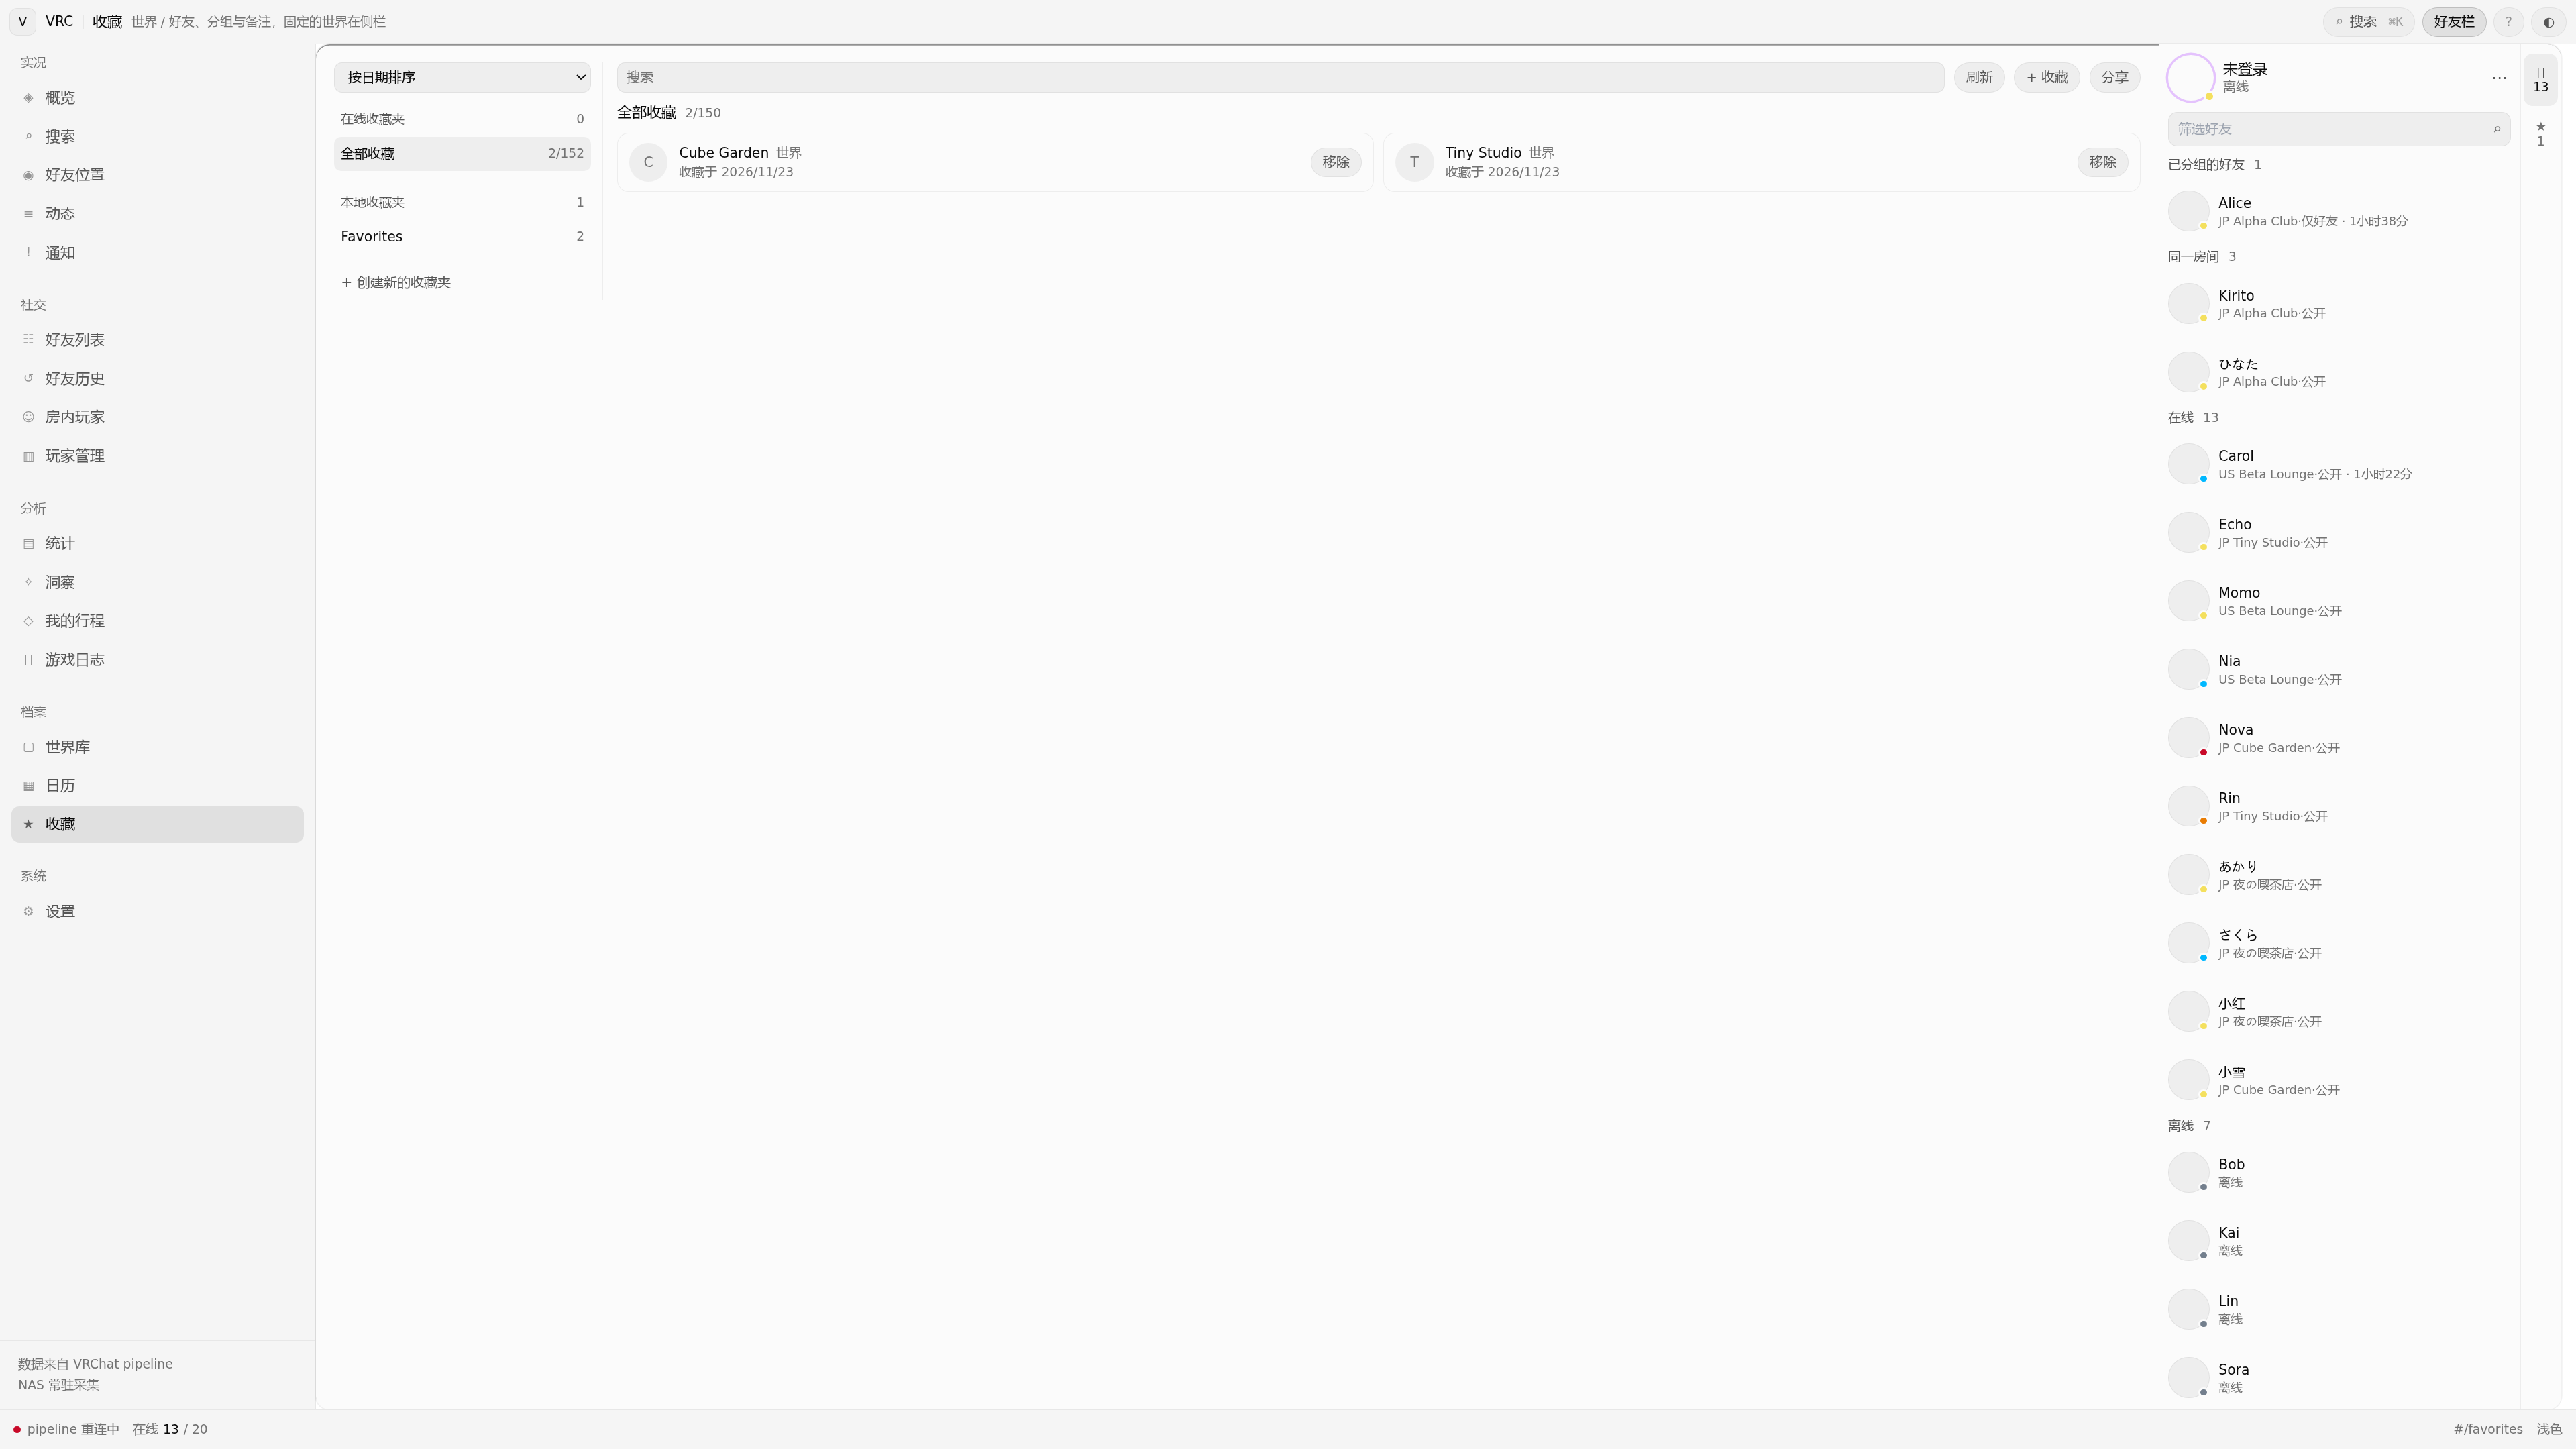 V VRC 收藏 世界 / 好友、分组与备注，固定的世界在侧栏
⌕ 搜索 ⌘K 好友栏 ?
实况
概览
搜索
好友位置
动态
! 通知
社交
好友列表
好友历史
房内玩家
玩家管理
分析
统计
洞察
我的行程
游戏日志
档案
世界库
日历
★ 收藏
系统
设置
数据来自 VRChat pipeline
NAS 常驻采集
按日期排序
在线收藏夹 0
全部收藏 2/152
本地收藏夹 1
Favorites 2
+ 创建新的收藏夹
搜索 刷新 + 收藏 分享
全部收藏 2/150
C Cube Garden 世界
收藏于 2026/11/23
移除
T Tiny Studio 世界
收藏于 2026/11/23
移除
未登录 ⋯
离线
筛选好友
已分组的好友 1
Alice
JP Alpha Club·仅好友 · 1小时38分
同一房间 3
Kirito
JP Alpha Club·公开
ひなた
JP Alpha Club·公开
在线 13
Carol
US Beta Lounge·公开 · 1小时22分
Echo
JP Tiny Studio·公开
Momo
US Beta Lounge·公开
Nia
US Beta Lounge·公开
Nova
JP Cube Garden·公开
Rin
JP Tiny Studio·公开
あかり
JP 夜の喫茶店·公开
さくら
JP 夜の喫茶店·公开
小红
JP 夜の喫茶店·公开
小雪
JP Cube Garden·公开
离线 7
Bob
离线
Kai
离线
Lin
离线
Sora
离线
13
★
1
pipeline 重连中 在线 13 / 20
#/favorites 浅色